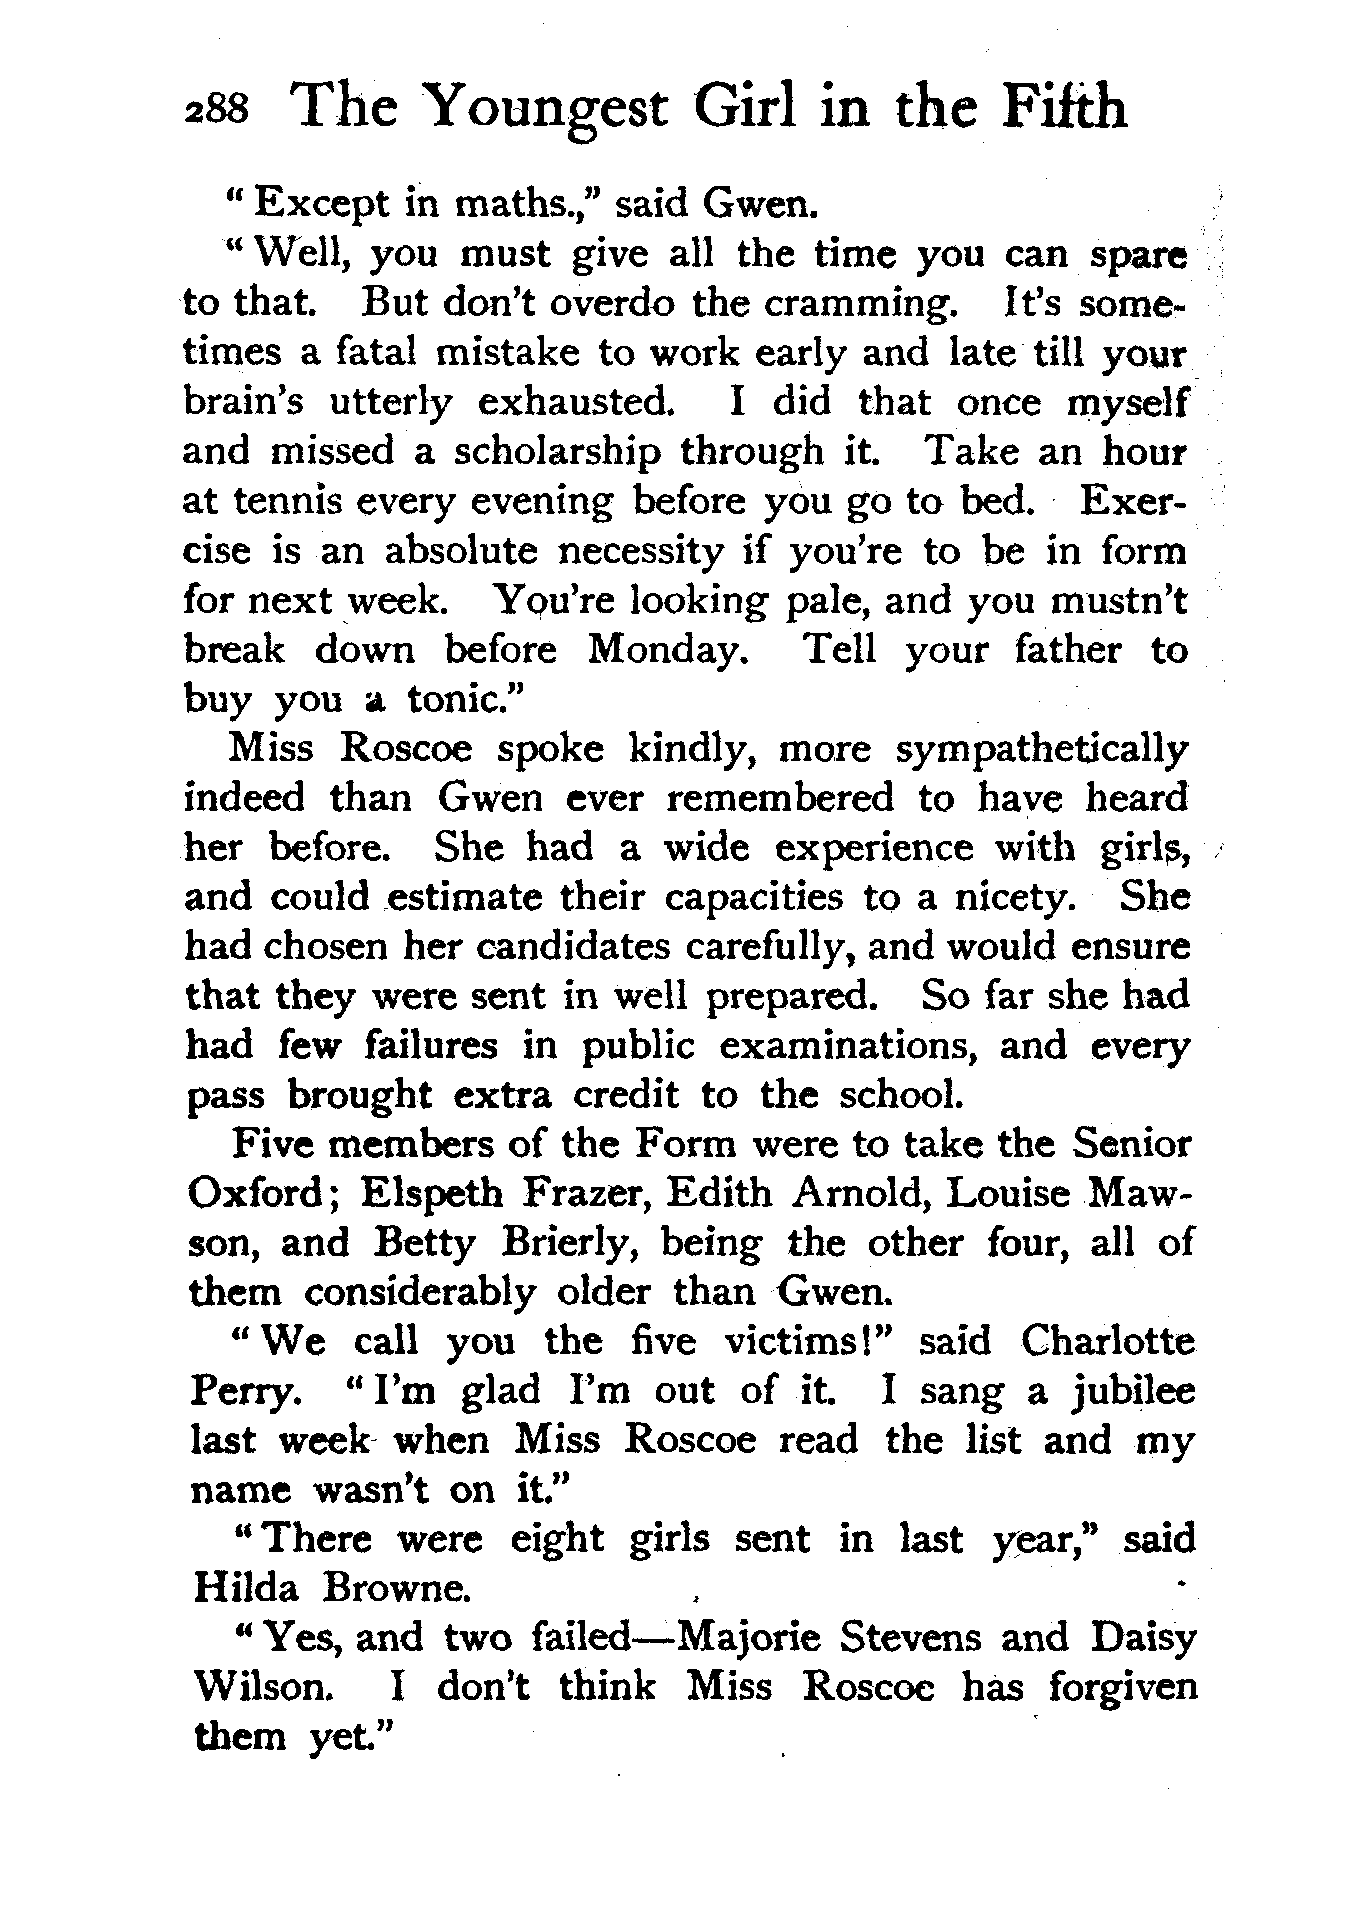 288 The Youngest Girl in the Fifth
“Except in maths.,” said Gwen.
“Well, you must give all the time you can spare
to that. But don’t overdo the cramming. It’s some-
times a fatal mistake to work early and late till your
brain’s utterly exhausted. I did that once myself
and missed a scholarship through it. Take an hour
at tennis every evening before you go to bed. Exer-
cise is an absolute necessity if you’re to be in form
for next week. You’re looking pale, and you mustn’t
break down before Monday. Tell your father to
buy you a tonic.”
Miss Roscoe spoke kindly, more sympathetically
indeed than Gwen ever remembered to have heard
her before. She had a wide experience with girls,
and could estimate their capacities to a nicety. She
had chosen her candidates carefully, and would ensure
that they were sent in well prepared. So far she had
had few failures in public examinations, and every
pass brought extra credit to the school.
Five members of the Form were to take the Senior
Oxford; Elspeth Frazer, Edith Arnold, Louise Maw-
son, and Betty Brierly, being the other four, all of
them considerably older than Gwen.
“We call you the five victims!” said Charlotte
Perry. “I’m glad I’m out of it. I sang a jubilee
last week when Miss Roscoe read the list and my
name wasn’t on it.”
“There were eight girls sent in last year,” said
Hilda Browne.
“Yes, and two failed—Majorie Stevens and Daisy
Wilson. I don’t think Miss Roscoe has forgiven
them yet.”